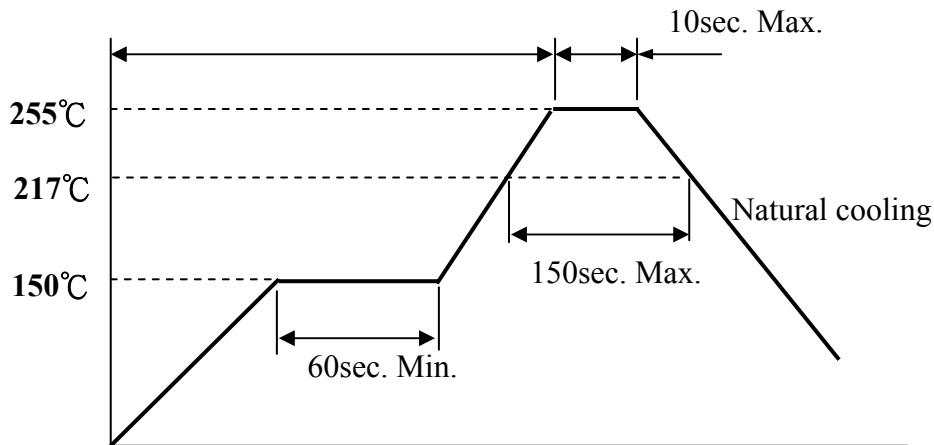 10sec. Max.
255℃
217℃
Natural cooling
150sec. Max.
150℃
60sec. Min.